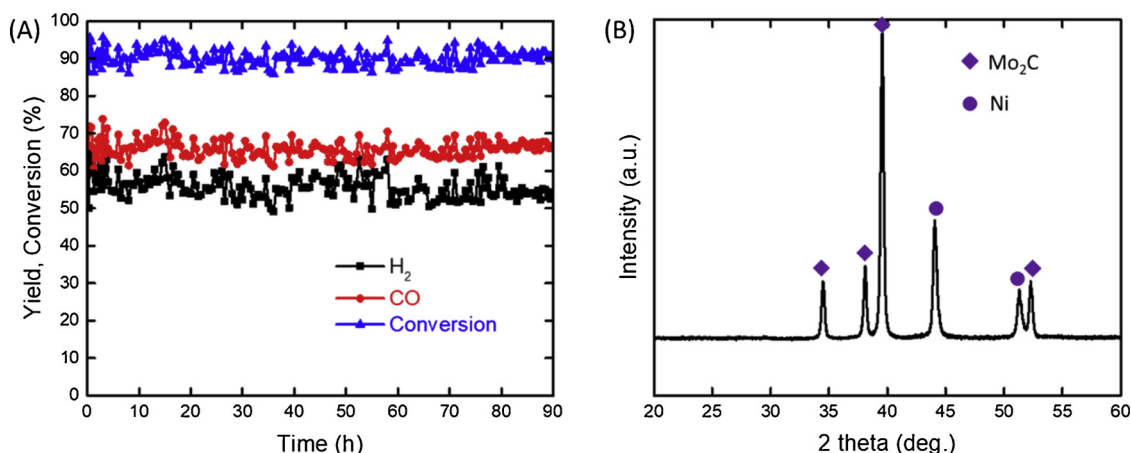 (A)
Yield, Conversion (%)
100
90
80
70
60
50
40
30
20
10
0
H₂
CO
Conversion
0 10 20 30 40 50 60 70 80 90
Time (h)
(B)
Intensity (a.u.)
Mo₂C
Ni
20 25 30 35 40 45 50 55 60
2 theta (deg.)